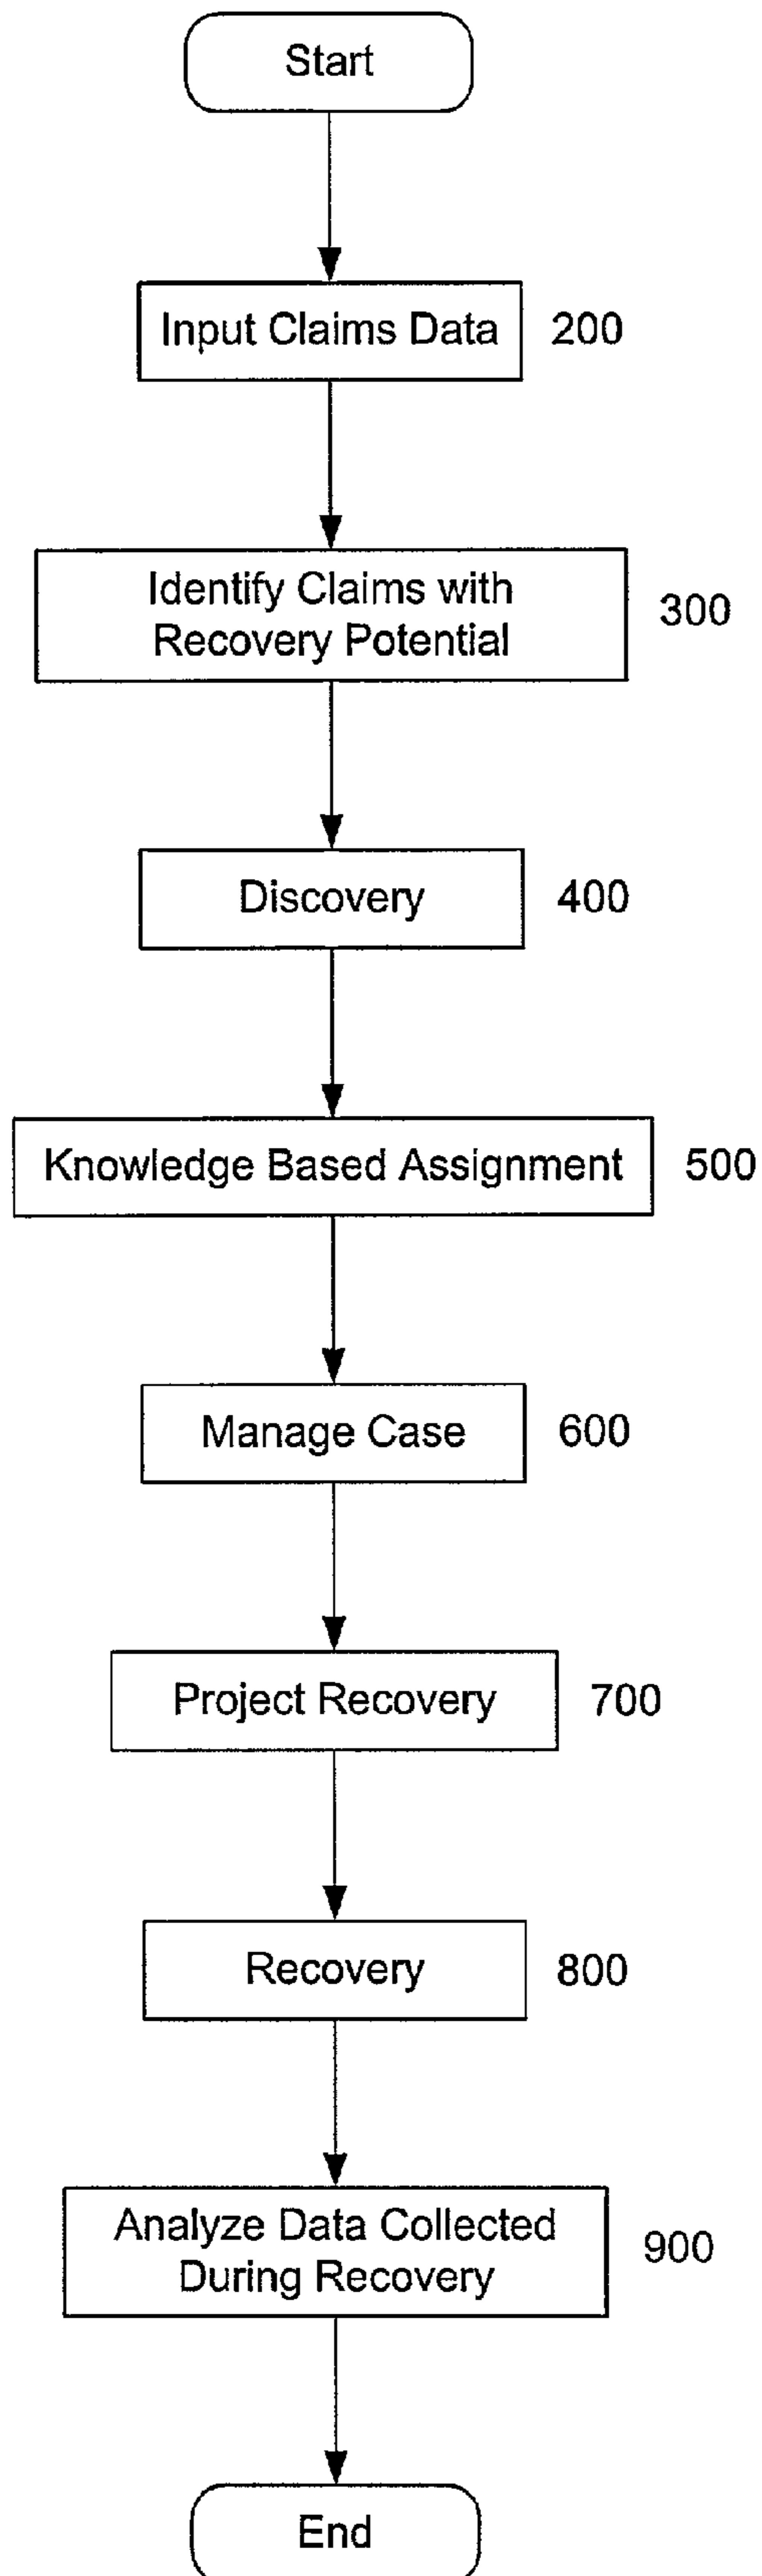 Start
Input Claims Data 200
Identify Claims with
Recovery Potential
300
Discovery 400
Knowledge Based Assignment 500
Manage Case 600
Project Recovery 700
Recovery 800
Analyze Data Collected
During Recovery
900
End